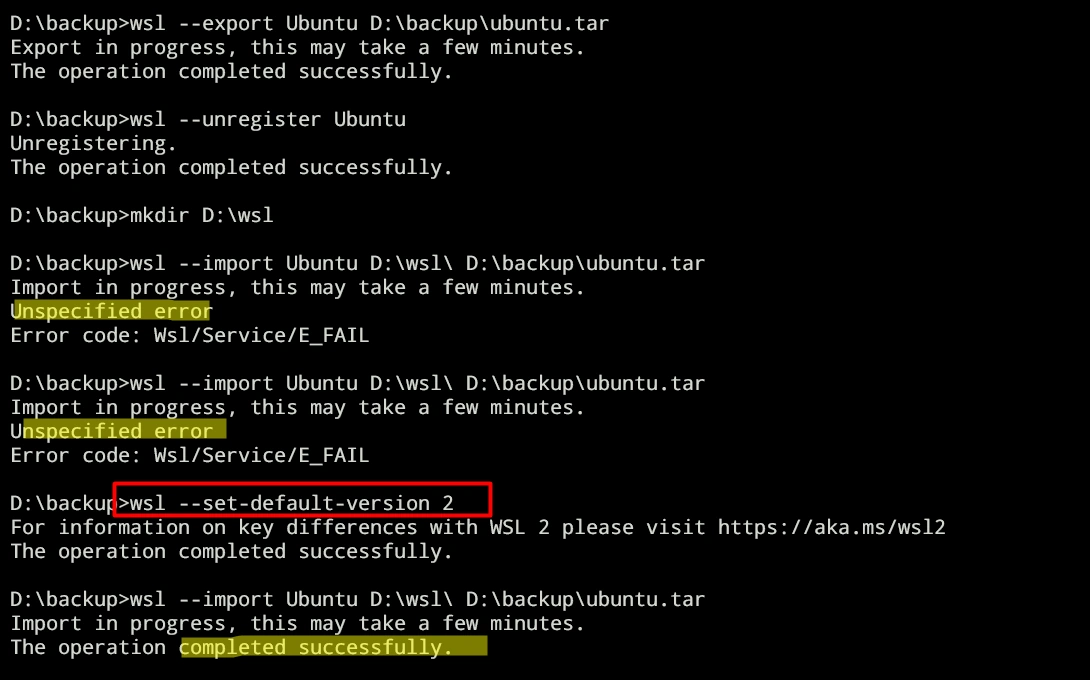 D:\backup>wsl --export Ubuntu D:\backup\ubuntu.tar
Export in progress, this may take a few minutes.
The operation completed successfully.
D:\backup>wsl --unregister Ubuntu
Unregistering.
The operation completed successfully.
D:\backup>mkdir D:\wsl
D:\backup>wsl --import Ubuntu D:\wsl\ D:\backup\ubuntu.tar
Import in progress, this may take a few minutes.
Unspecified error
Error code: Wsl/Service/E_FAIL
D:\backup>wsl --import Ubuntu D:\wsl\ D:\backup\ubuntu.tar
Import in progress, this may take a few minutes.
Unspecified error
Error code: Wsl/Service/E_FAIL
D:\backup>wsl --set-default-version 2
For information on key differences with WSL 2 please visit https://aka.ms/wsl2
The operation completed successfully.
D:\backup>wsl --import Ubuntu D:\wsl\ D:\backup\ubuntu.tar
Import in progress, this may take a few minutes.
The operation completed successfully.